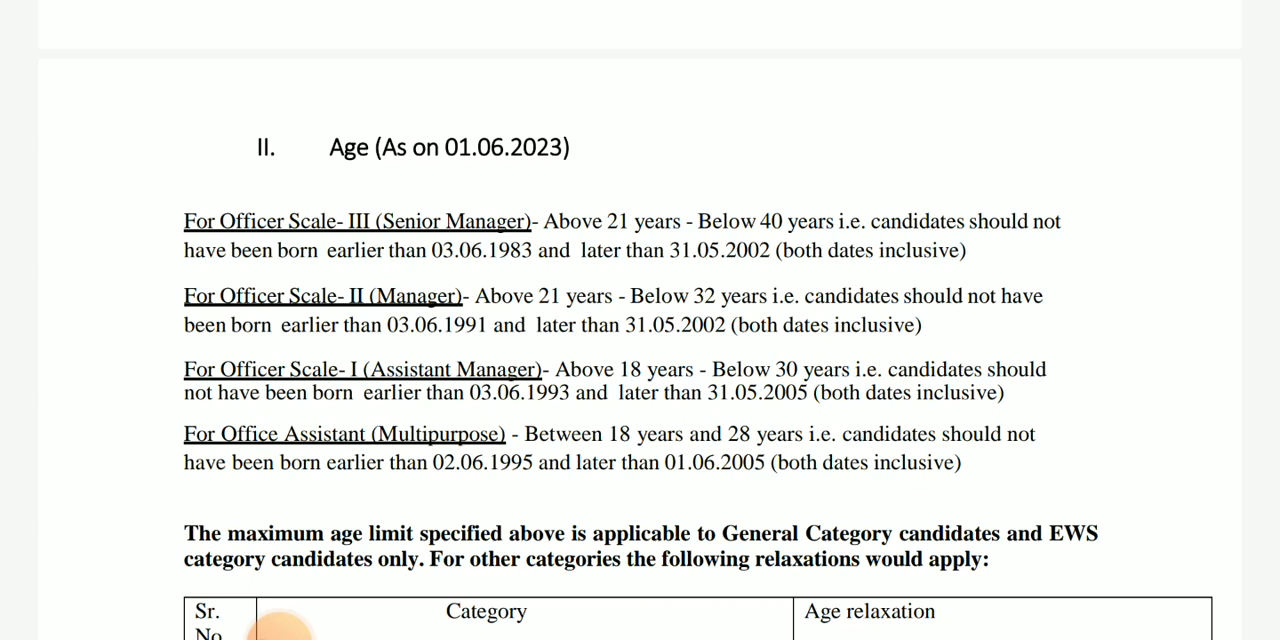 II. Age (As on 01.06.2023)
For Officer Scale- III (Senior Manager)- Above 21 years - Below 40 years i.e. candidates should not
have been born earlier than 03.06.1983 and later than 31.05.2002 (both dates inclusive)
For Officer Scale- II (Manager)- Above 21 years - Below 32 years i.e. candidates should not have
been born earlier than 03.06.1991 and later than 31.05.2002 (both dates inclusive)
For Officer Scale- I (Assistant Manager)- Above 18 years - Below 30 years i.e. candidates should
not have been born earlier than 03.06.1993 and later than 31.05.2005 (both dates inclusive)
For Office Assistant (Multipurpose) - Between 18 years and 28 years i.e. candidates should not
have been born earlier than 02.06.1995 and later than 01.06.2005 (both dates inclusive)
The maximum age limit specified above is applicable to General Category candidates and EWS
category candidates only. For other categories the following relaxations would apply:
Sr. Category Age relaxation
No